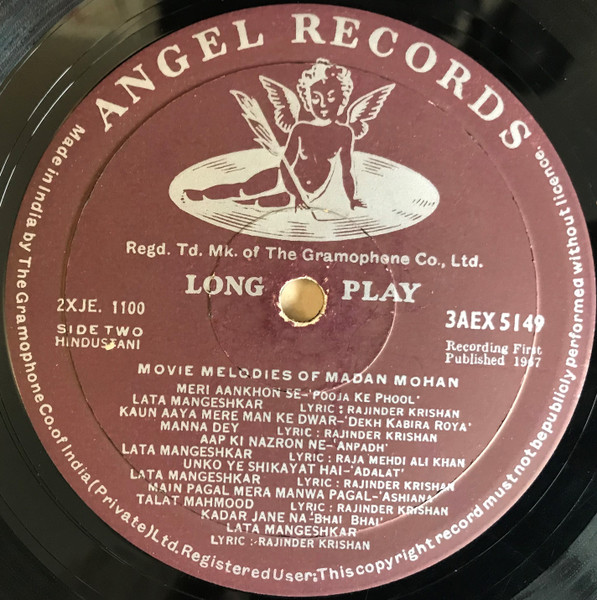 ANGEL RECORDS
Regd. Td. Mk. of The Gramophone Co., Ltd.
LONG PLAY
2XJE. 1100
SIDE TWO
HINDUSTANI
3AEX 5149
Recording First
Published 1967
MOVIE MELODIES OF MADAN MOHAN
MERI AANKHON SE-'POOJA KE PHOOL'
LATA MANGESHKAR LYRIC : RAJINDER KRISHAN
KAUN AAYA MERE MAN KE DWAR-'DEKH KABIRA ROYA'
MANNA DEY LYRIC : RAJINDER KRISHAN
AAP KI NAZRON NE-'ANPADH'
LATA MANGESHKAR LYRIC: RAJA MEHDI ALI KHAN
UNKO YE SHIKAYAT HAI-'ADALAT'
LATA MANGESHKAR LYRIC: RAJINDER KRISHAN
MAIN PAGAL MERA MANWA PAGAL-'ASHIANA'
TALAT MAHMOOD LYRIC: RAJINDER KRISHAN
KADAR JANE NA-'BHAI BHAI'
LATA MANGESHKAR
LYRIC: RAJINDER KRISHAN
Made in India by The Gramophone Co. of India (Private) Ltd. Registered User: This copyright record must not be publicly performed without licence.